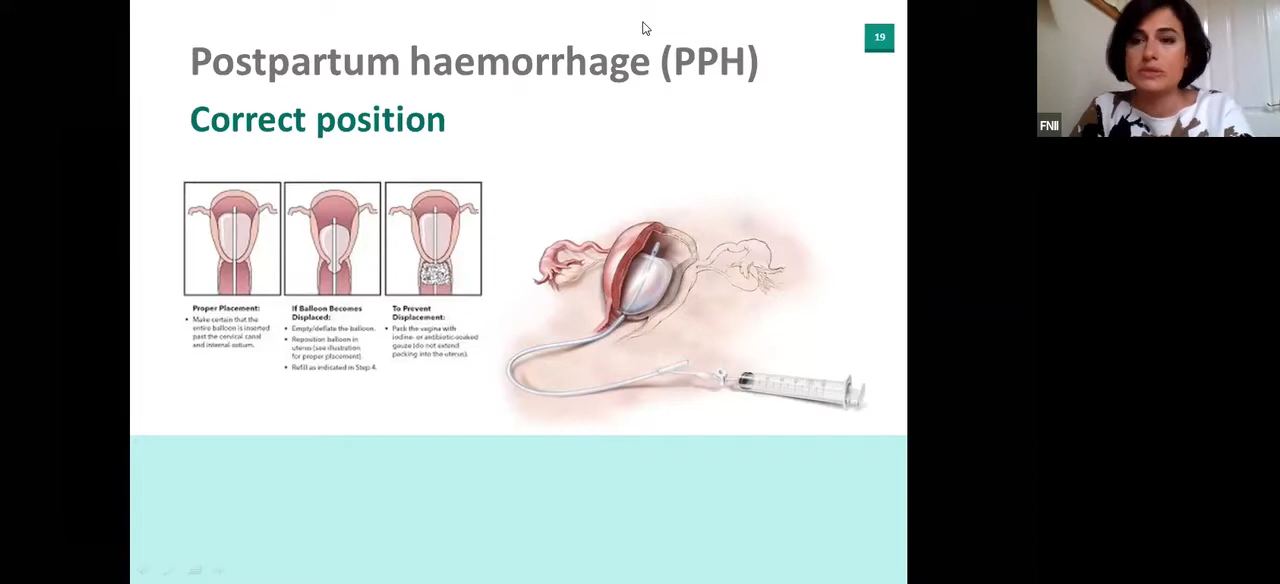 19
Postpartum haemorrhage (PPH)
Correct position
FNII
Proper Placement:
• Make certain that the
entire balloon is inserted
past the cervical canal
and internal ostium.
If Balloon Becomes
Displaced:
• Empty/deflate the balloon.
• Reposition balloon in
uterus (see illustration
for proper placement).
• Refill as indicated in Step 4.
To Prevent
Displacement:
• Pack the vagina with
iodine- or antibiotic-soaked
gauze (do not extend
packing into the uterus).